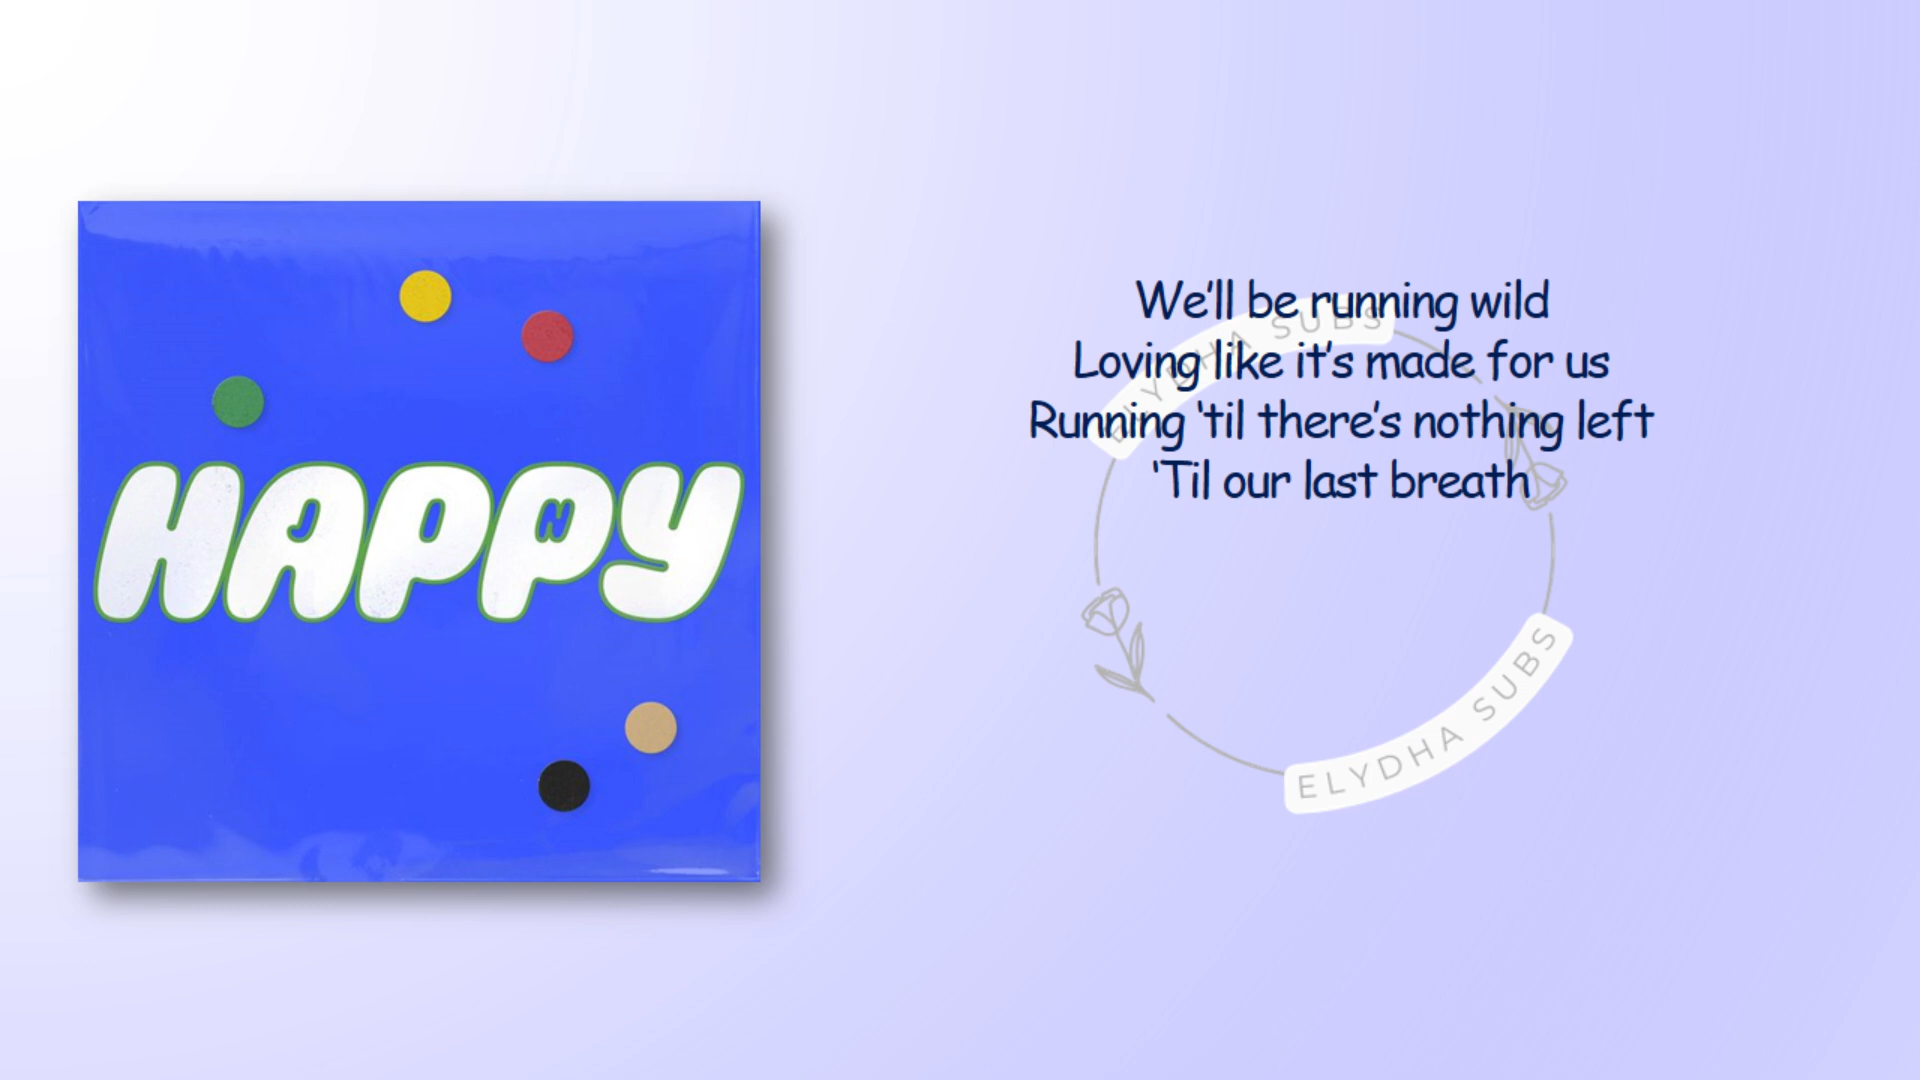 HAPPY
J
N
We'll be running wild
Loving like it's made for us
Running 'til there's nothing left
'Til our last breath
ELYDHA SUBS
ELYDHA SUBS